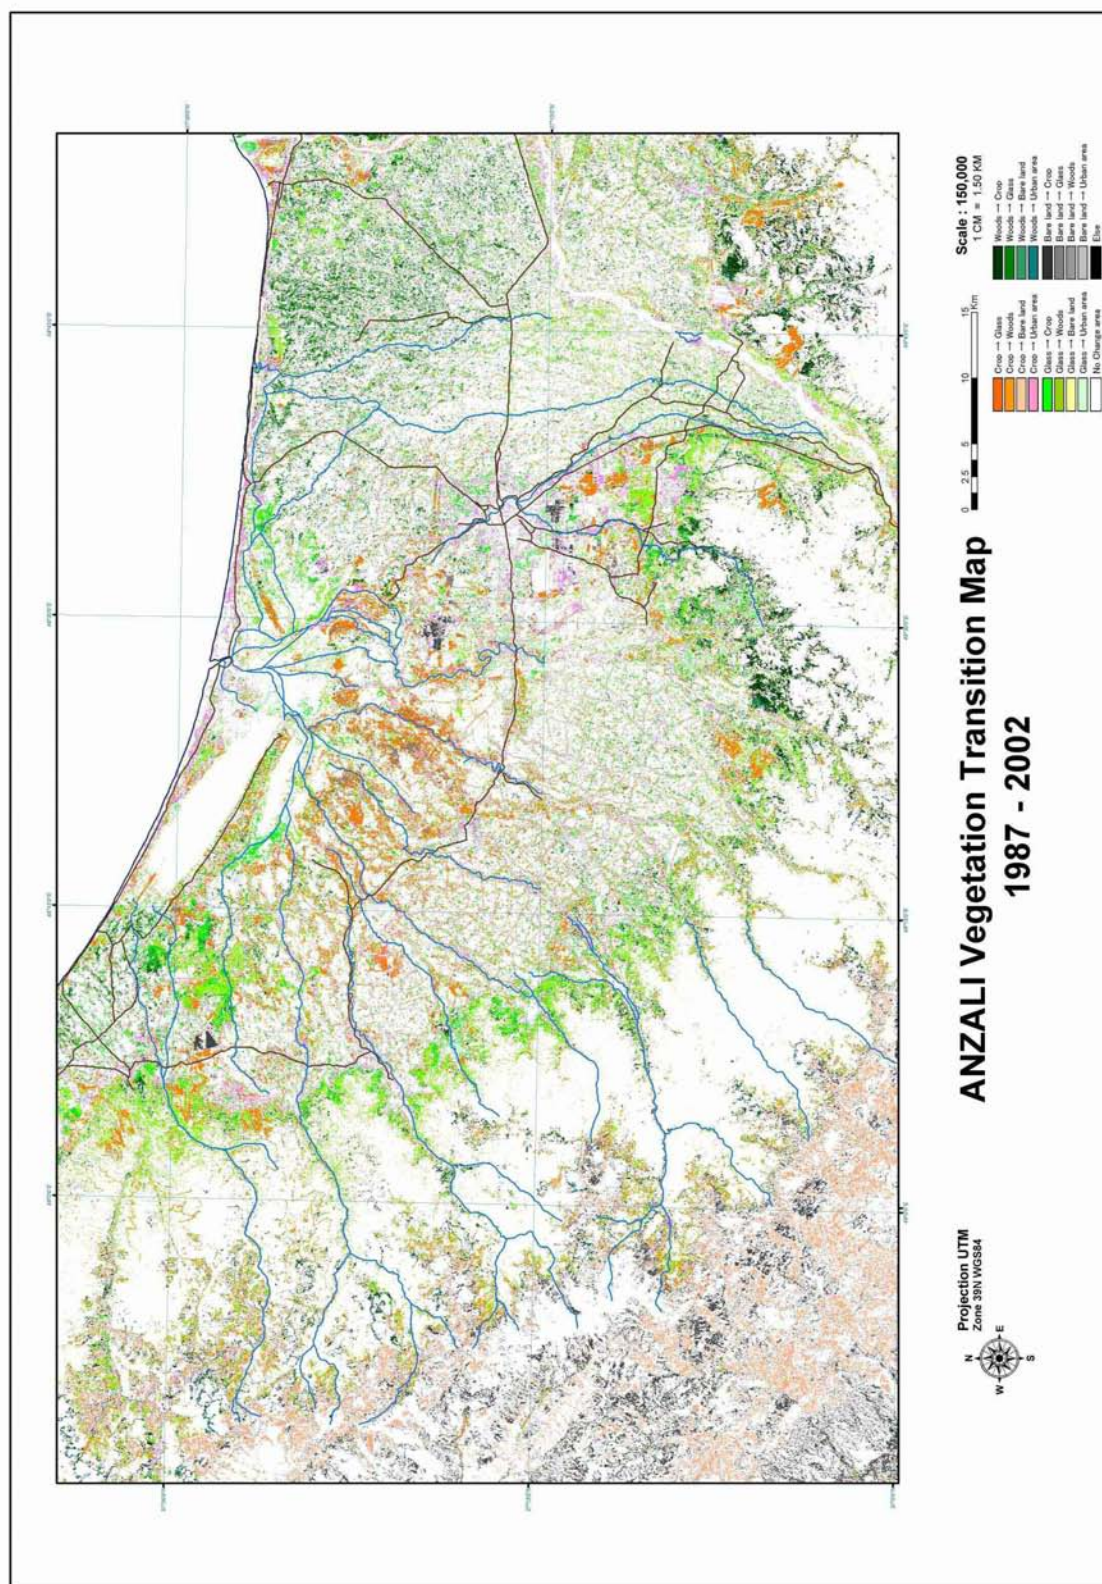 ANZALI Vegetation Transition Map
1987 - 2002
Projection UTM
Zone 39N WGS84
N
W
E
S
Scale : 150,000
1 CM = 1.50 KM
0 2.5 5 10 15 Km
Crop → Glass
Crop → Woods
Crop → Bare land
Crop → Urban area
Glass → Crop
Glass → Woods
Glass → Bare land
Glass → Urban area
No Change area
Woods → Crop
Woods → Glass
Woods → Bare land
Woods → Urban area
Bare land → Crop
Bare land → Glass
Bare land → Woods
Bare land → Urban area
Else